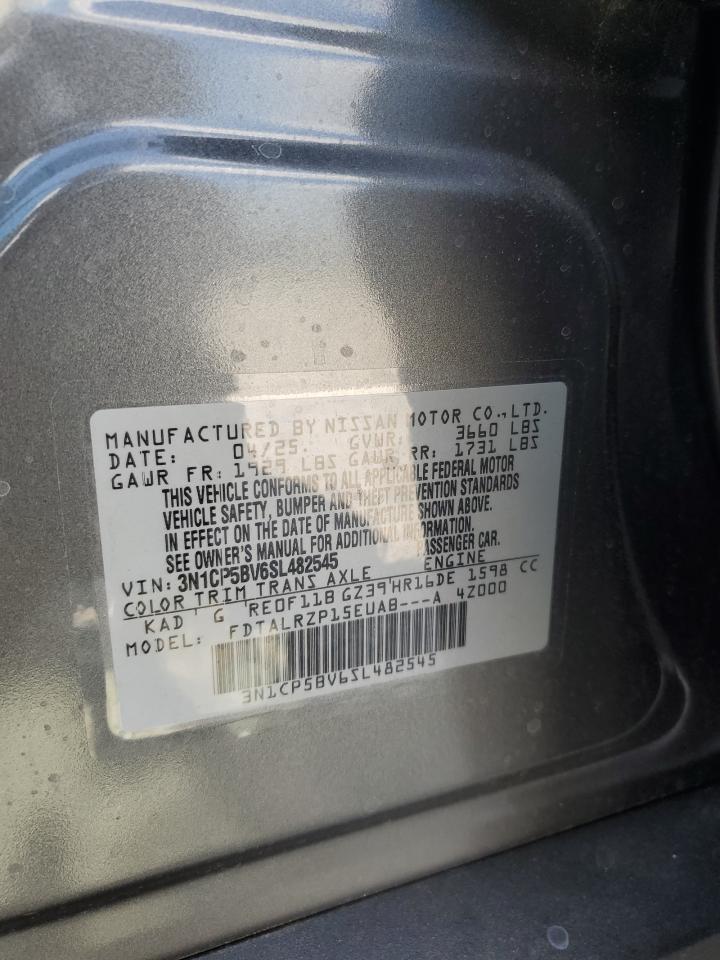 MANUFACTURED BY NISSAN MOTOR CO.,LTD.
DATE: 04/25. GVWR: 3660 LBS
GAWR FR: 1929 LBS GAWR RR: 1731 LBS
THIS VEHICLE CONFORMS TO ALL APPLICABLE FEDERAL MOTOR
VEHICLE SAFETY, BUMPER AND THEFT PREVENTION STANDARDS
IN EFFECT ON THE DATE OF MANUFACTURE SHOWN ABOVE.
SEE OWNER'S MANUAL FOR ADDITIONAL INFORMATION.
VIN: 3N1CP5BV6SL482545 PASSENGER CAR.
COLOR TRIM TRANS AXLE ENGINE
KAD G RE0F11B GZ39 HR16DE 1598 CC
MODEL: FDTALRZP15EUAB---A 4Z000
3N1CP5BV6SL482545